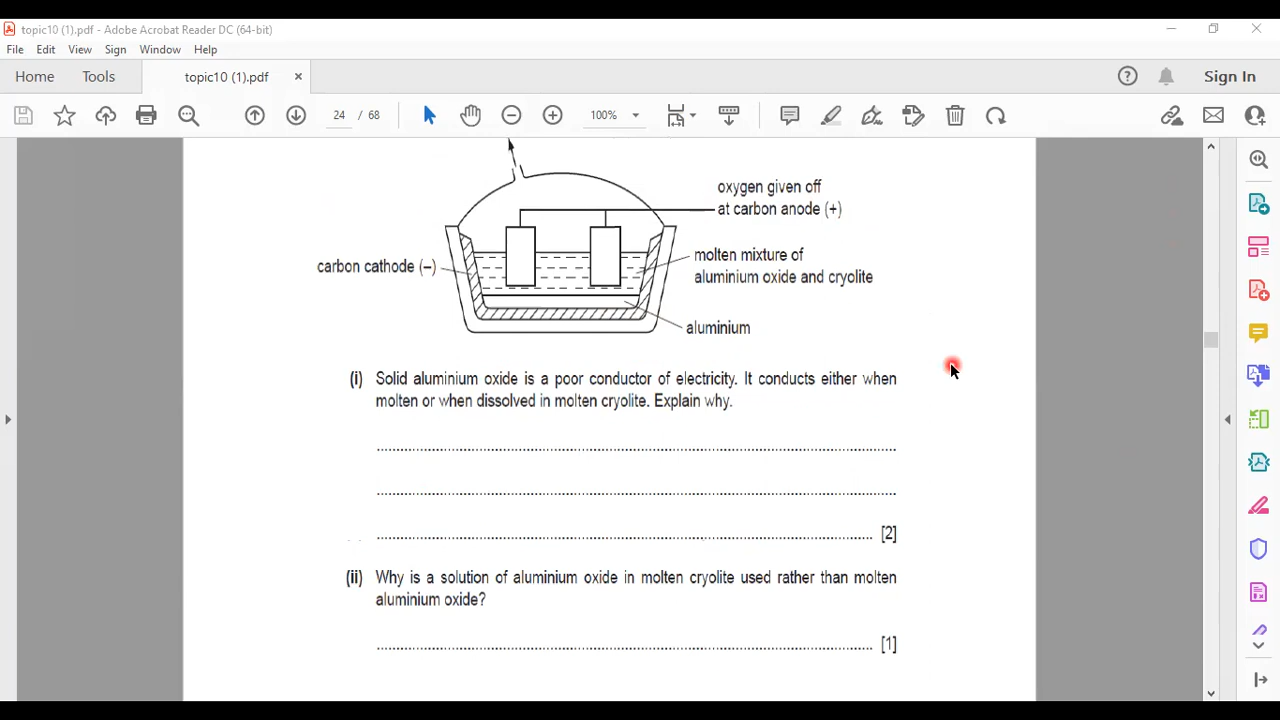 topic10 (1).pdf - Adobe Acrobat Reader DC (64-bit)
File Edit View Sign Window Help
Home Tools topic10 (1).pdf × Sign In
24 / 68 100%
oxygen given off
at carbon anode (+)
carbon cathode (–)
molten mixture of
aluminium oxide and cryolite
aluminium
(i) Solid aluminium oxide is a poor conductor of electricity. It conducts either when
molten or when dissolved in molten cryolite. Explain why.
[2]
(ii) Why is a solution of aluminium oxide in molten cryolite used rather than molten
aluminium oxide?
[1]